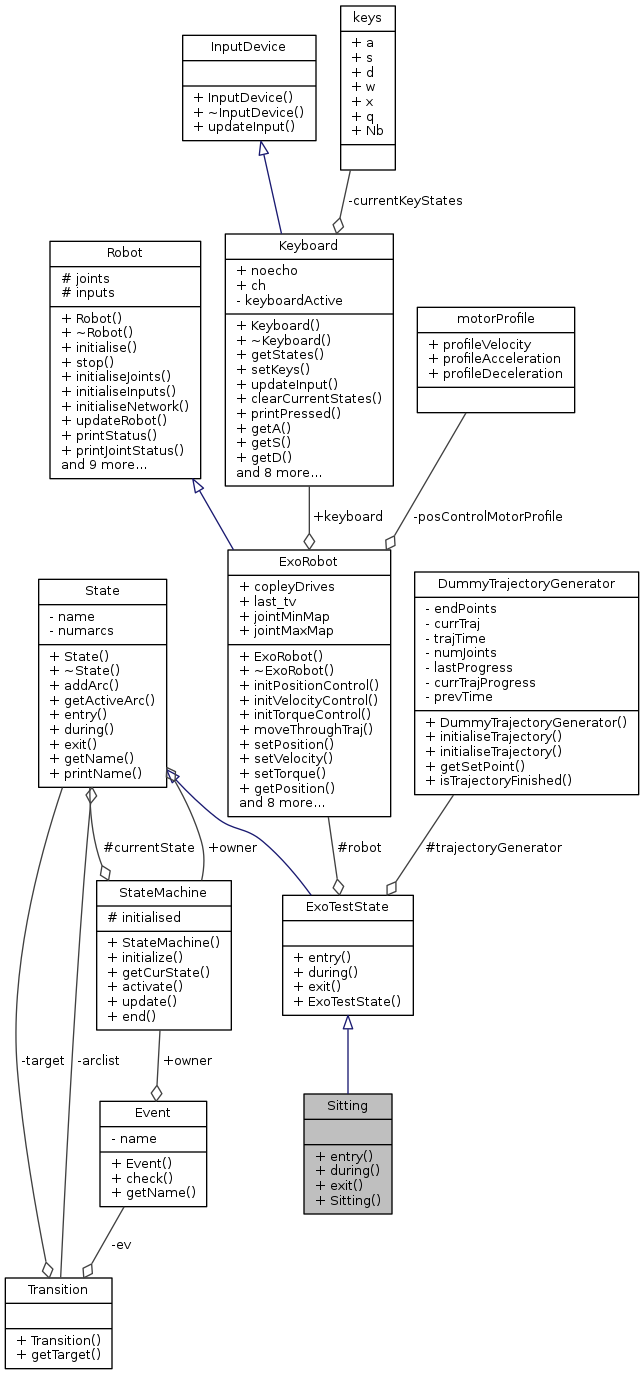 keys
+ a
+ s
+ d
+ w
+ x
+ q
+ Nb
InputDevice
+ InputDevice()
+ ~InputDevice()
+ updateInput()
-currentKeyStates
Keyboard
+ noecho
+ ch
- keyboardActive
+ Keyboard()
+ ~Keyboard()
+ getStates()
+ setKeys()
+ updateInput()
+ clearCurrentStates()
+ printPressed()
+ getA()
+ getS()
+ getD()
and 8 more...
Robot
# joints
# inputs
+ Robot()
+ ~Robot()
+ initialise()
+ stop()
+ initialiseJoints()
+ initialiseInputs()
+ initialiseNetwork()
+ updateRobot()
+ printStatus()
+ printJointStatus()
and 9 more...
motorProfile
+ profileVelocity
+ profileAcceleration
+ profileDeceleration
+keyboard
-posControlMotorProfile
ExoRobot
+ copleyDrives
+ last_tv
+ jointMinMap
+ jointMaxMap
+ ExoRobot()
+ ~ExoRobot()
+ initPositionControl()
+ initVelocityControl()
+ initTorqueControl()
+ moveThroughTraj()
+ setPosition()
+ setVelocity()
+ setTorque()
+ getPosition()
and 8 more...
DummyTrajectoryGenerator
- endPoints
- currTraj
- trajTime
- numJoints
- lastProgress
- currTrajProgress
- prevTime
+ DummyTrajectoryGenerator()
+ initialiseTrajectory()
+ initialiseTrajectory()
+ getSetPoint()
+ isTrajectoryFinished()
State
- name
- numarcs
+ State()
+ ~State()
+ addArc()
+ getActiveArc()
+ entry()
+ during()
+ exit()
+ getName()
+ printName()
#currentState
+owner
#robot
#trajectoryGenerator
StateMachine
# initialised
+ StateMachine()
+ initialize()
+ getCurState()
+ activate()
+ update()
+ end()
ExoTestState
+ entry()
+ during()
+ exit()
+ ExoTestState()
-target
-arclist
+owner
Event
- name
+ Event()
+ check()
+ getName()
Sitting
+ entry()
+ during()
+ exit()
+ Sitting()
-ev
Transition
+ Transition()
+ getTarget()